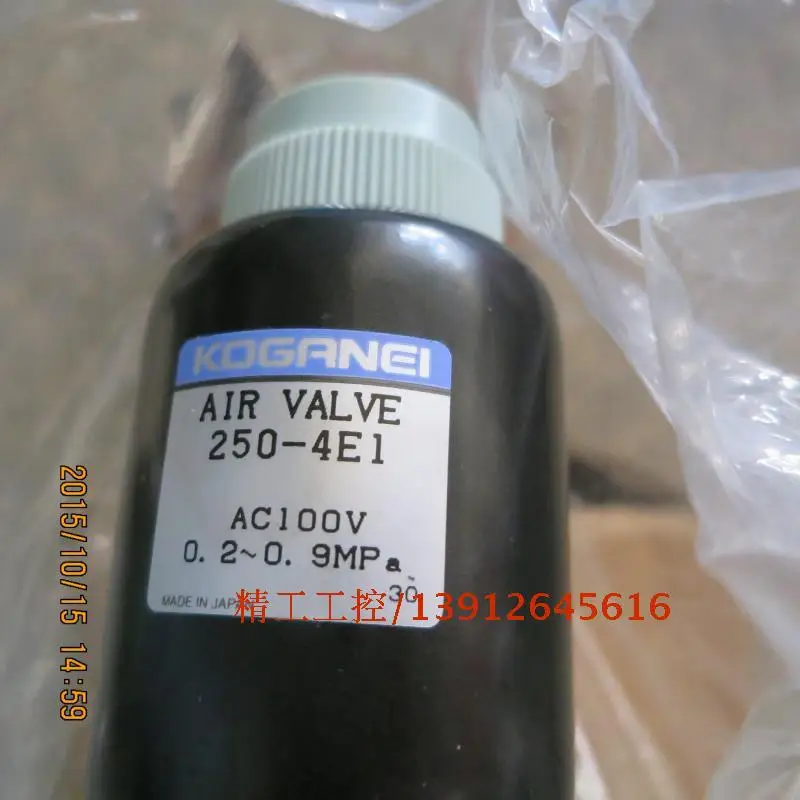 KOGANEI
AIR VALVE
250-4E1
AC100V
0.2~0.9MPa
30
MADE IN JAP
精工工控/13912645616
2015/10/15 14:59